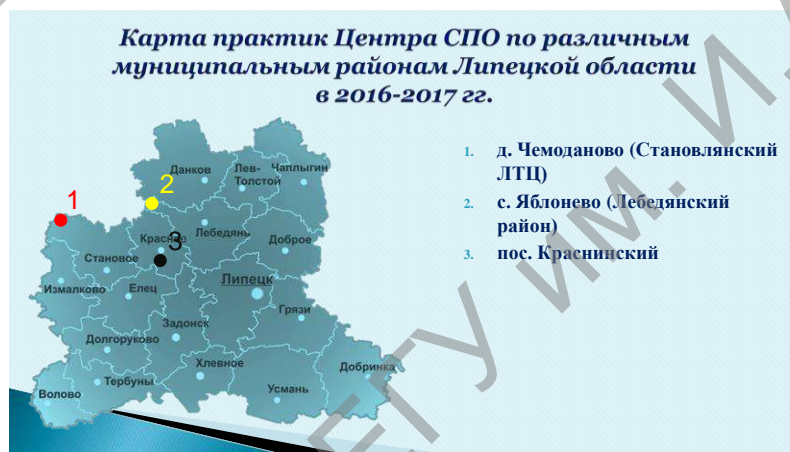 Карта практик Центра СПО по различным
муниципальным районам Липецкой области
в 2016-2017 гг.
1. д. Чемоданово (Становлянский
ЛТЦ)
2. с. Яблонево (Лебедянский
район)
3. пос. Краснинский
Данков
Лев-
Толстой
Чаплыгин
2
1
Лебедянь
Красное
3
Доброе
Становое
Липецк
Измалково
Елец
Грязи
Задонск
Долгоруково
Хлевное
Добринка
Тербуны
Усмань
Волово
ЕГУ ИМ. И.